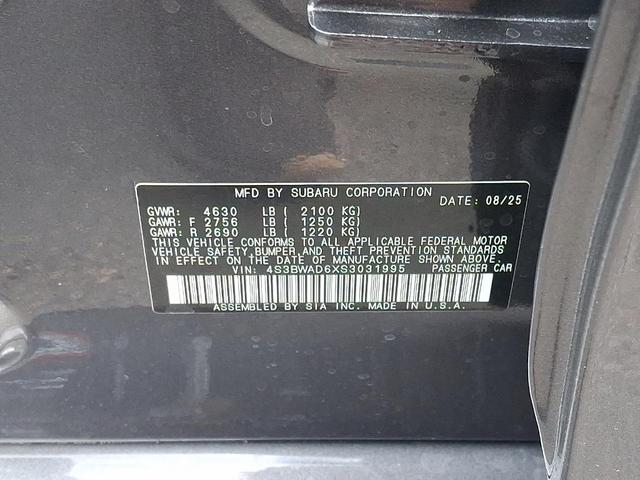 MFD BY SUBARU CORPORATION
DATE: 08/25
GVWR: 4630 LB ( 2100 KG)
GAWR: F 2756 LB ( 1250 KG)
GAWR: R 2690 LB ( 1220 KG)
THIS VEHICLE CONFORMS TO ALL APPLICABLE FEDERAL MOTOR
VEHICLE SAFETY, BUMPER, AND THEFT PREVENTION STANDARDS
IN EFFECT ON THE DATE OF MANUFACTURE SHOWN ABOVE.
VIN: 4S3BWAD6XS3031995 PASSENGER CAR
ASSEMBLED BY SIA INC. MADE IN U.S.A.